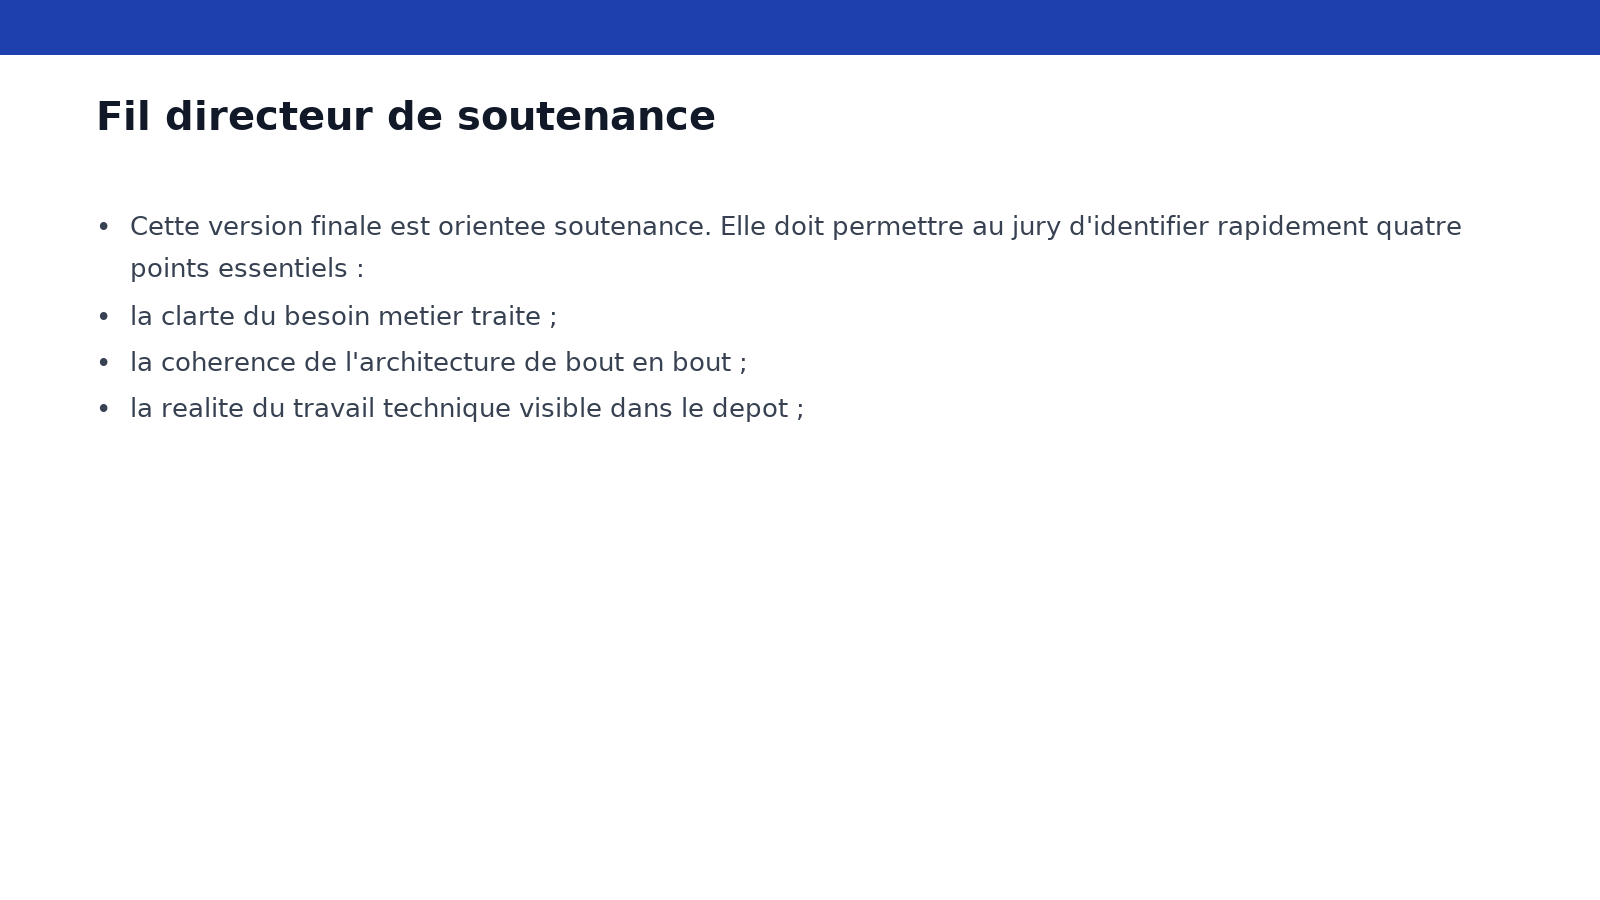 Fil directeur de soutenance
• Cette version finale est orientee soutenance. Elle doit permettre au jury d'identifier rapidement quatre
points essentiels :
• la clarte du besoin metier traite ;
• la coherence de l'architecture de bout en bout ;
• la realite du travail technique visible dans le depot ;